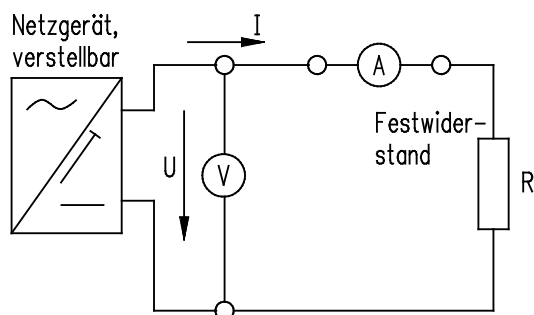 Netzgerät,
verstellbar
I
A
Festwider-
stand
U
V
R